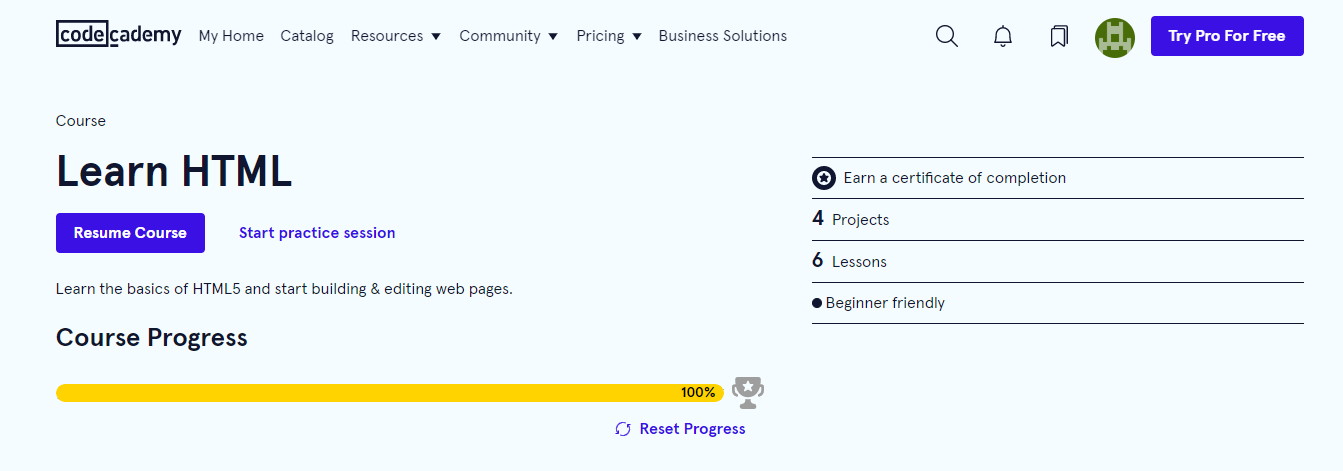 codecademy My Home Catalog Resources Community Pricing Business Solutions Try Pro For Free
Course
Learn HTML
Resume Course Start practice session
Learn the basics of HTML5 and start building & editing web pages.
Course Progress
100%
Reset Progress
Earn a certificate of completion
4 Projects
6 Lessons
Beginner friendly